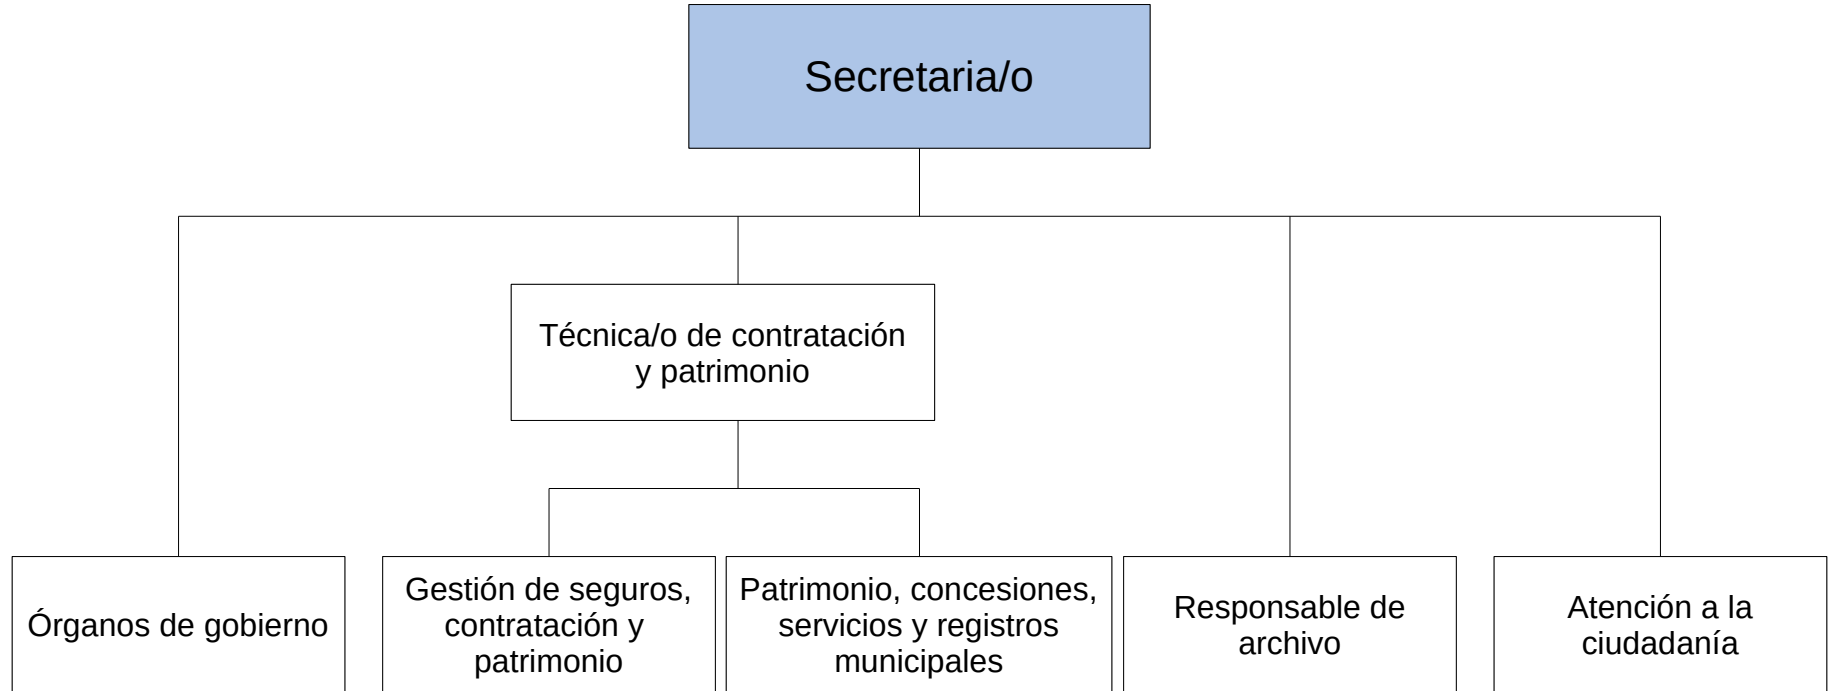 Secretaria/o
Técnica/o de contratación
y patrimonio
Órganos de gobierno
Gestión de seguros,
contratación y
patrimonio
Patrimonio, concesiones,
servicios y registros
municipales
Responsable de
archivo
Atención a la
ciudadanía